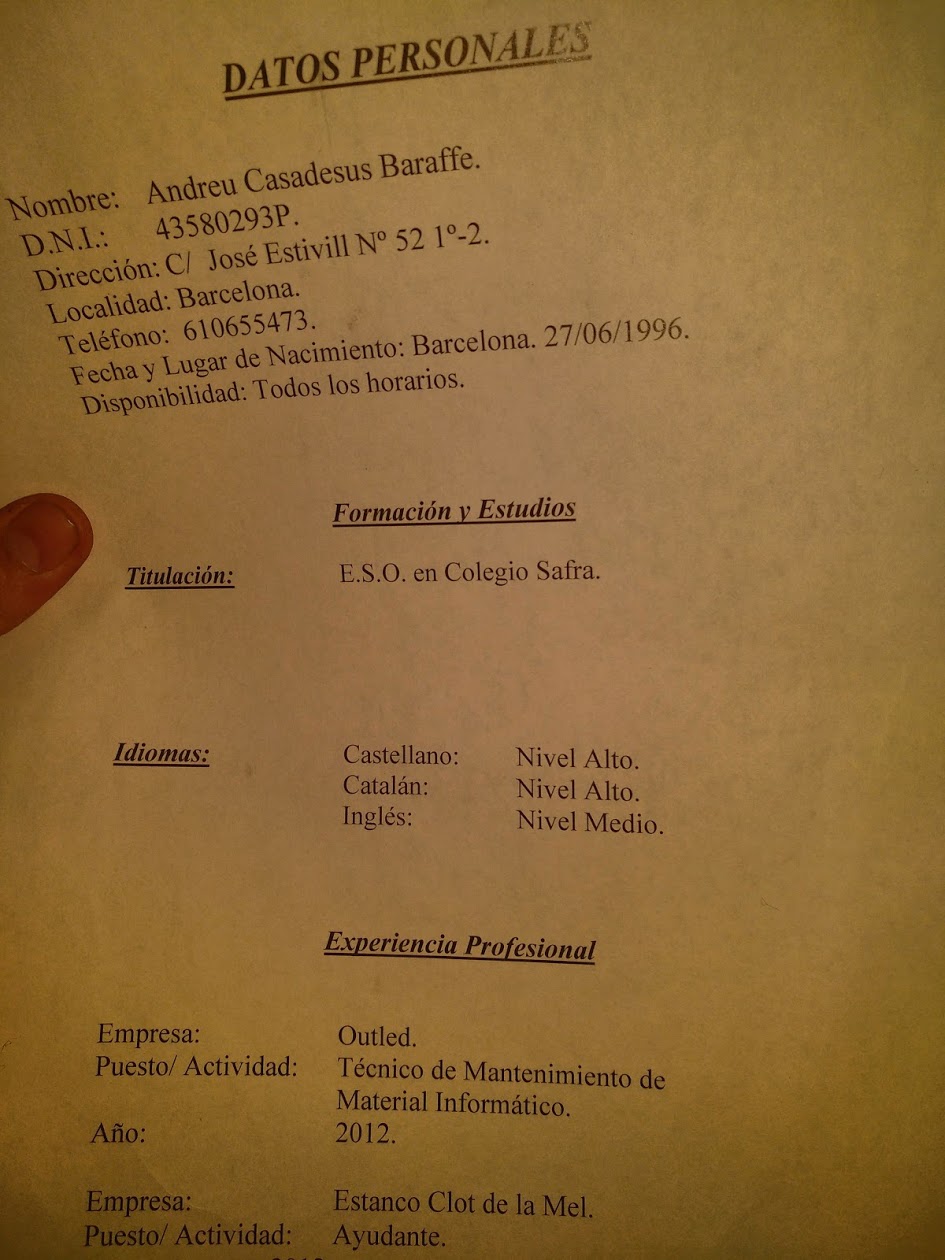 DATOS PERSONALES
Nombre: Andreu Casadesus Baraffe.
D.N.I.: 43580293P.
Dirección: C/ José Estivill Nº 52 1º-2.
Localidad: Barcelona.
Teléfono: 610655473.
Fecha y Lugar de Nacimiento: Barcelona. 27/06/1996.
Disponibilidad: Todos los horarios.
Formación y Estudios
Titulación: E.S.O. en Colegio Safra.
Idiomas: Castellano: Nivel Alto.
Catalán: Nivel Alto.
Inglés: Nivel Medio.
Experiencia Profesional
Empresa: Outled.
Puesto/ Actividad: Técnico de Mantenimiento de
Material Informático.
Año: 2012.
Empresa: Estanco Clot de la Mel.
Puesto/ Actividad: Ayudante.